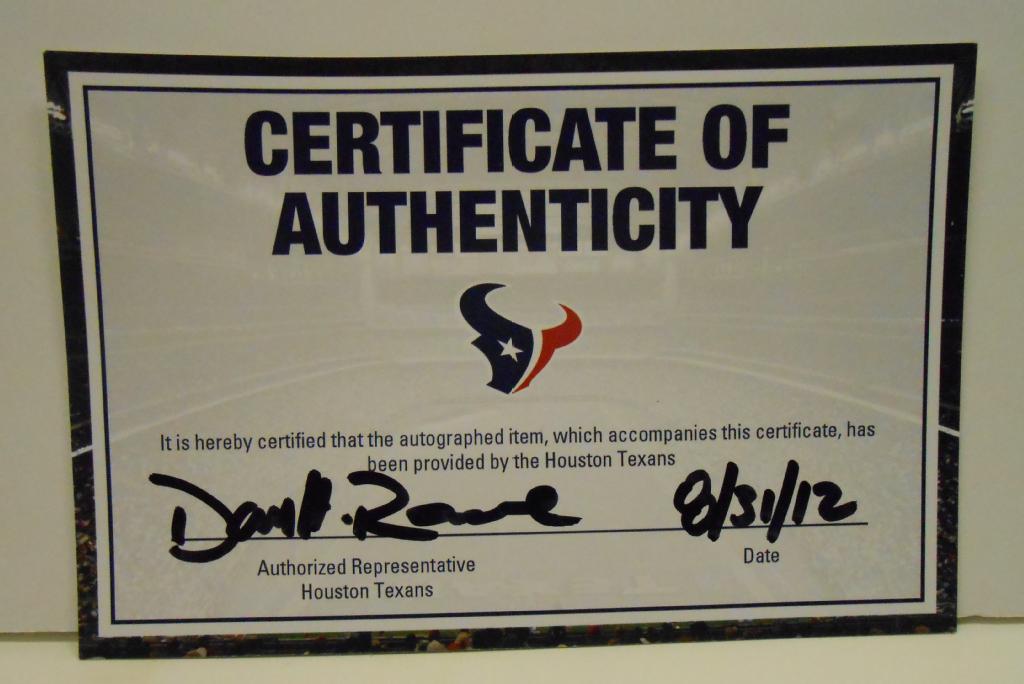 CERTIFICATE OF
AUTHENTICITY
It is hereby certified that the autographed item, which accompanies this certificate, has
been provided by the Houston Texans
8/31/12
Authorized Representative
Houston Texans
Date